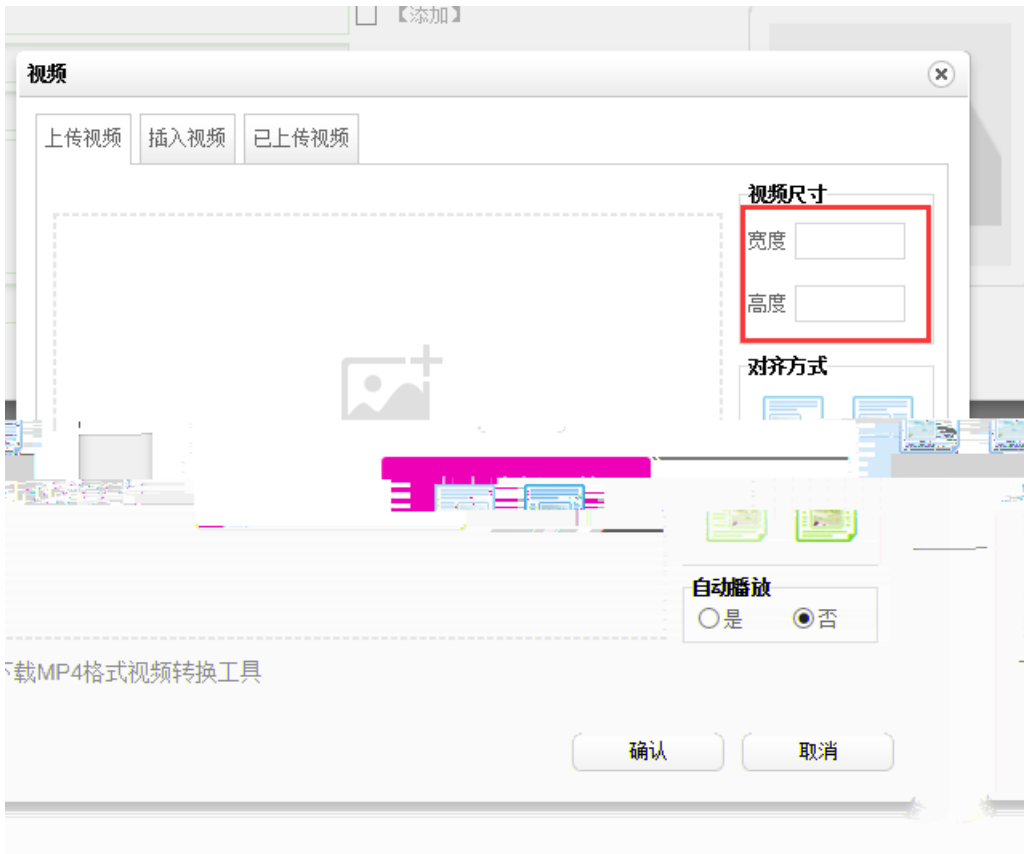 【添加】
视频
上传视频 插入视频 已上传视频
视频尺寸
宽度
高度
对齐方式
自动播放
是 否
载MP4格式视频转换工具
确认 取消